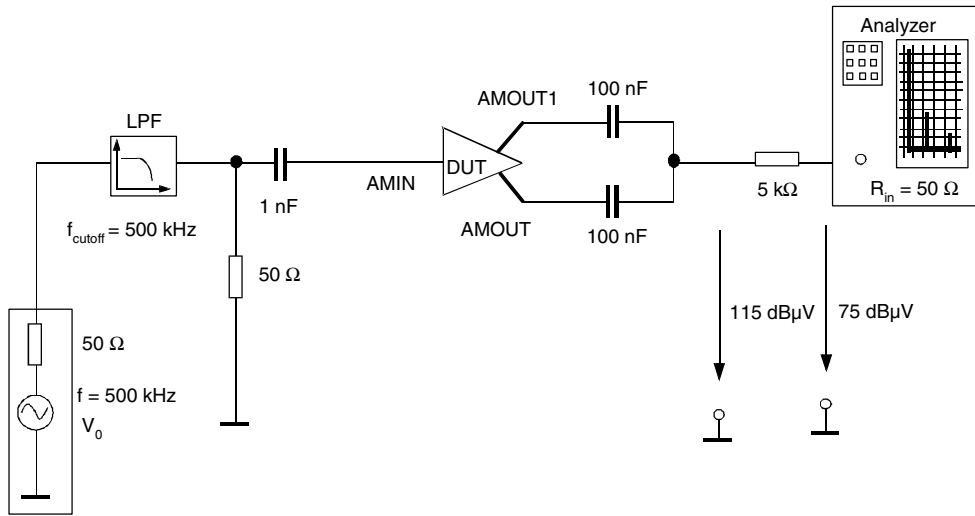 Analyzer
100 nF
AMOUT1
LPF
DUT
AMIN
R_in = 50 Ω
1 nF
5 kΩ
AMOUT
f_cutoff = 500 kHz
100 nF
50 Ω
115 dBµV
75 dBµV
50 Ω
f = 500 kHz
V_0